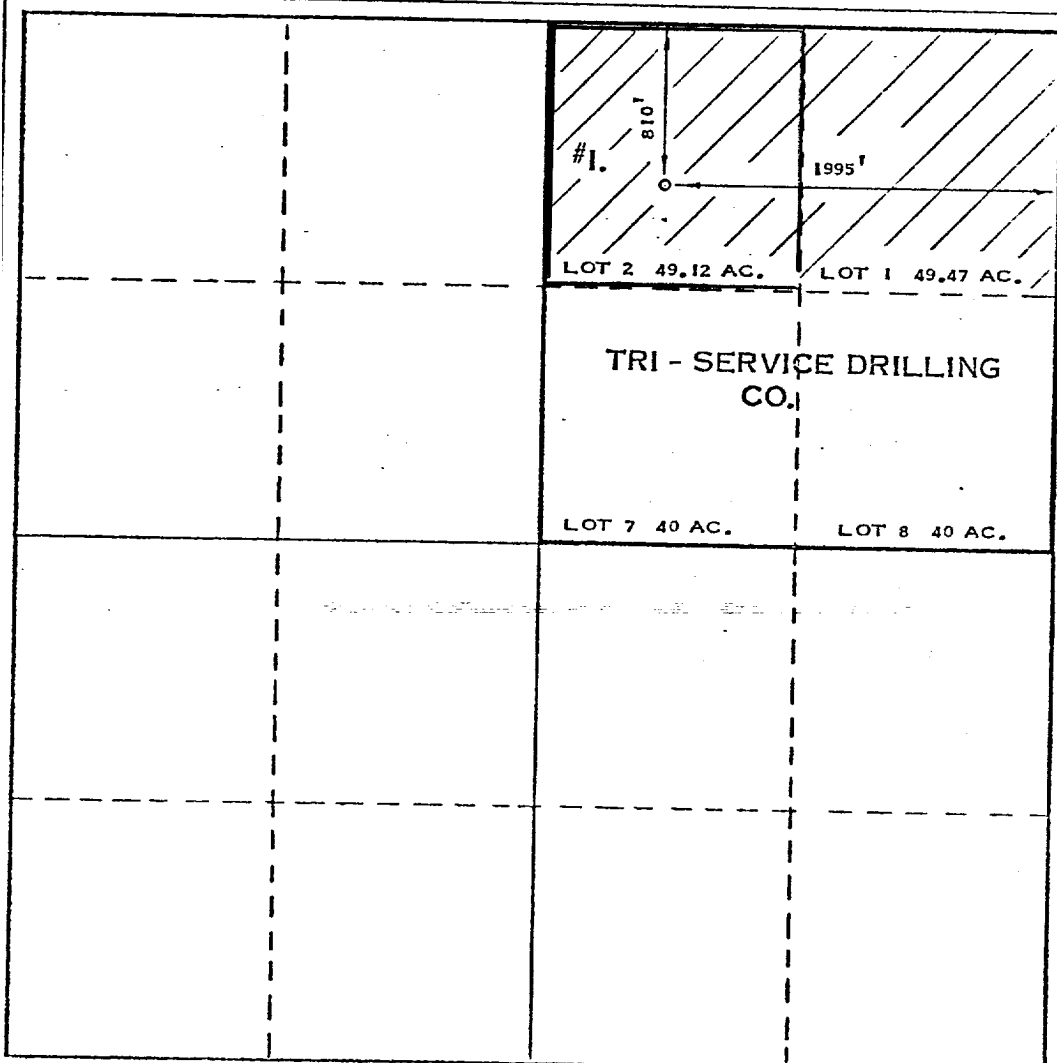 810'
#1.
1995'
LOT 2 49.12 AC.
LOT 1 49.47 AC.
TRI - SERVICE DRILLING
CO.
LOT 7 40 AC.
LOT 8 40 AC.